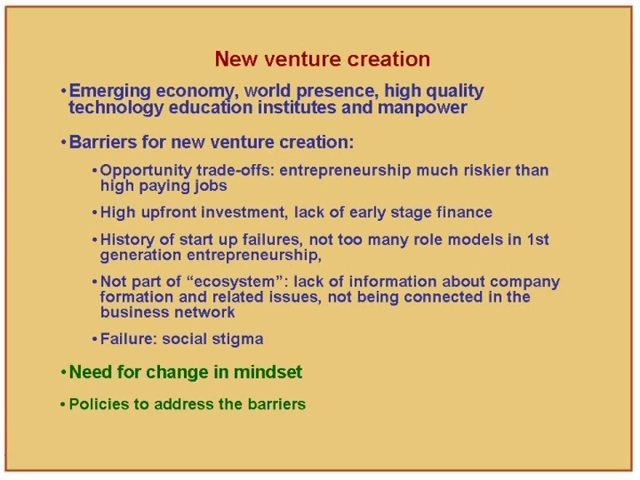 New venture creation
•Emerging economy, world presence, high quality
technology education institutes and manpower
•Barriers for new venture creation:
•Opportunity trade-offs: entrepreneurship much riskier than
high paying jobs
•High upfront investment, lack of early stage finance
•History of start up failures, not too many role models in 1st
generation entrepreneurship,
•Not part of “ecosystem”: lack of information about company
formation and related issues, not being connected in the
business network
•Failure: social stigma
•Need for change in mindset
•Policies to address the barriers